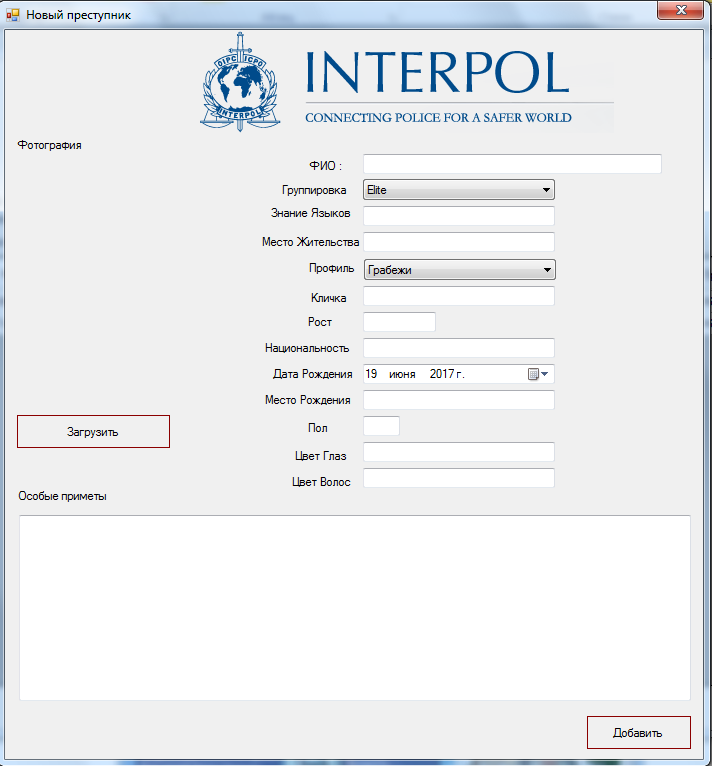 Новый преступник
OIPC ICPO
INTERPOL
INTERPOL
CONNECTING POLICE FOR A SAFER WORLD
Фотография
ФИО :
Группировка Elite
Знание Языков
Место Жительства
Профиль Грабежи
Кличка
Рост
Национальность
Дата Рождения 19 июня 2017 г.
Место Рождения
Пол
Загрузить
Цвет Глаз
Цвет Волос
Особые приметы
Добавить